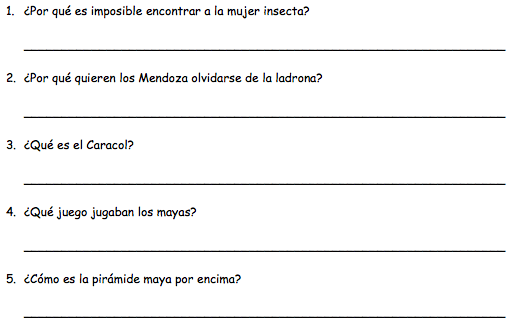 1. ¿Por qué es imposible encontrar a la mujer insecta?
2. ¿Por qué quieren los Mendoza olvidarse de la ladrona?
3. ¿Qué es el Caracol?
4. ¿Qué juego jugaban los mayas?
5. ¿Cómo es la pirámide maya por encima?